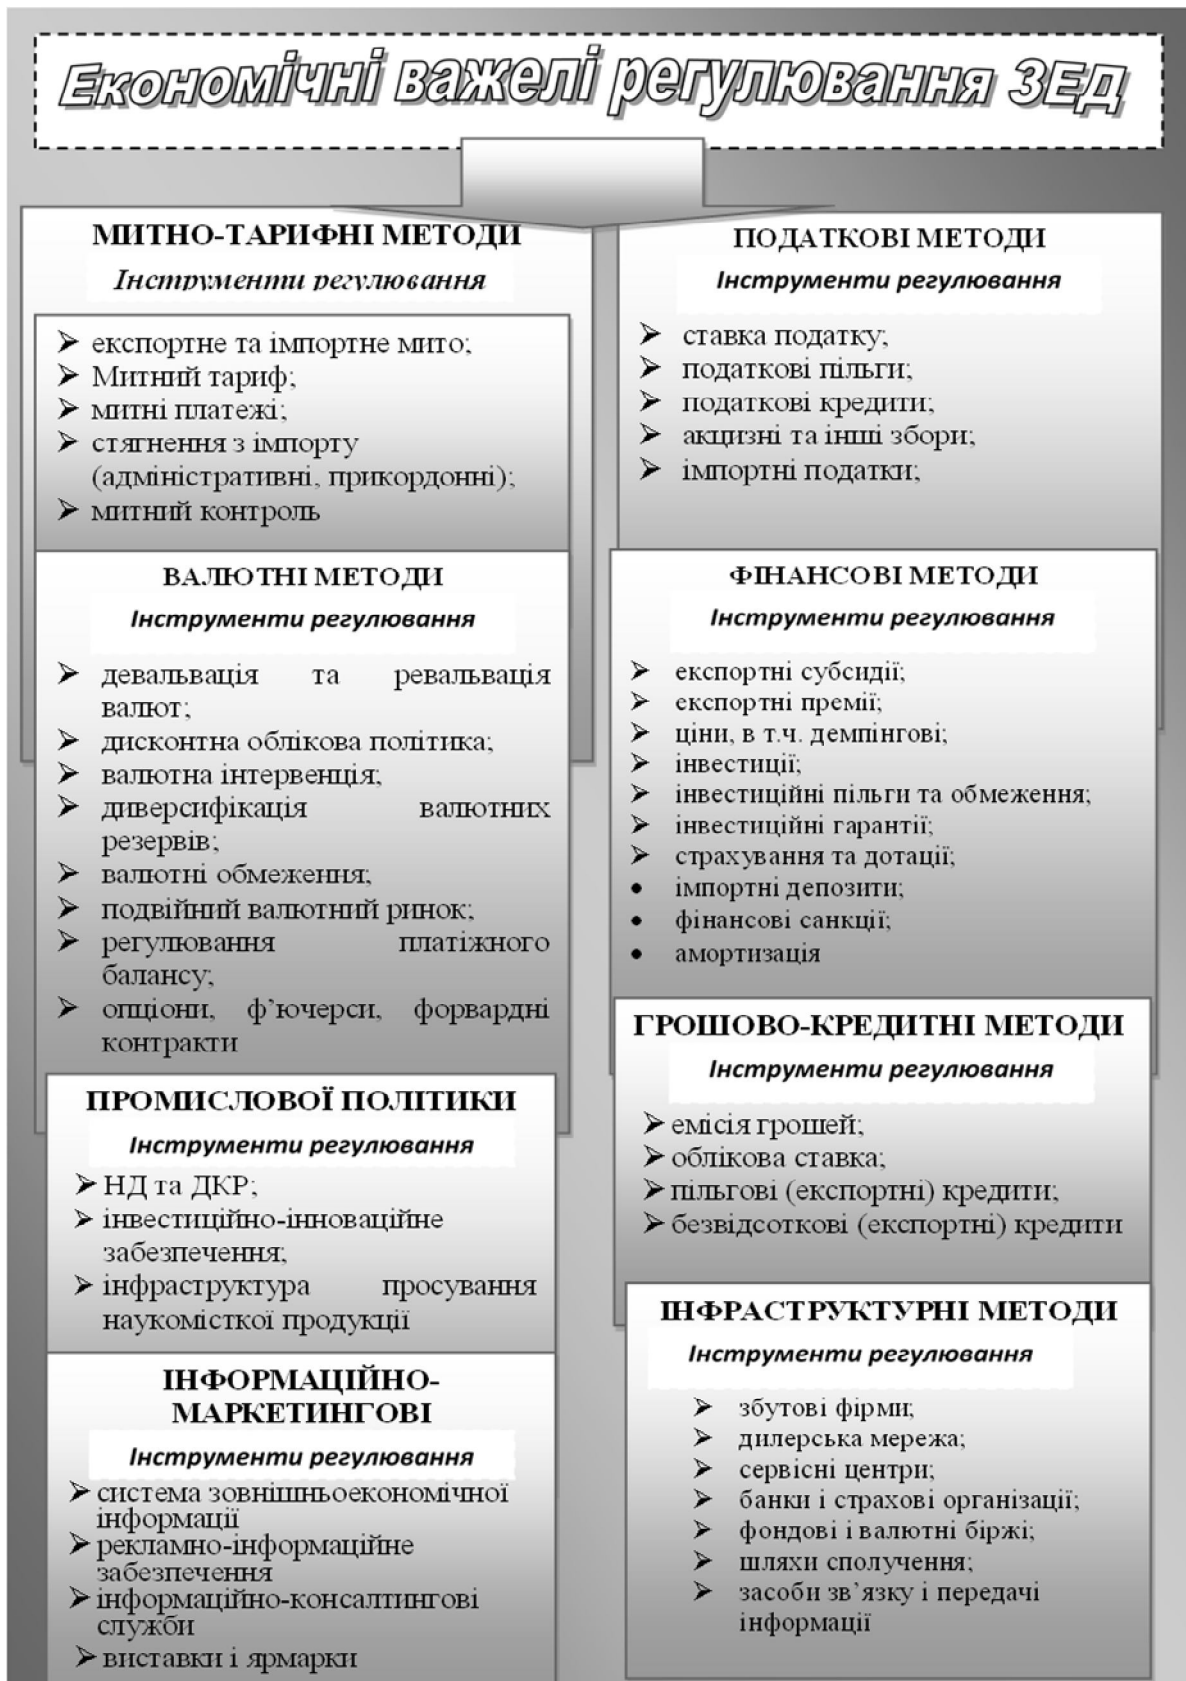 Економічні важелі регулювання ЗЕД
МИТНО-ТАРИФНІ МЕТОДИ
Інструменти регулювання
➢ експортне та імпортне мито;
➢ Митний тариф;
➢ митні платежі;
➢ стягнення з імпорту
(адміністративні, прикордонні);
➢ митний контроль
ПОДАТКОВІ МЕТОДИ
Інструменти регулювання
➢ ставка податку;
➢ податкові пільги;
➢ податкові кредити;
➢ акцизні та інші збори;
➢ імпортні податки;
ВАЛЮТНІ МЕТОДИ
Інструменти регулювання
➢ девальвація та ревальвація
валют;
➢ дисконтна облікова політика;
➢ валютна інтервенція;
➢ диверсифікація валютних
резервів;
➢ валютні обмеження;
➢ подвійний валютний ринок;
➢ регулювання платіжного
балансу;
➢ опціони, ф’ючерси, форвардні
контракти
ФІНАНСОВІ МЕТОДИ
Інструменти регулювання
➢ експортні субсидії;
➢ експортні премії;
➢ ціни, в т.ч. демпінгові;
➢ інвестиції;
➢ інвестиційні пільги та обмеження;
➢ інвестиційні гарантії;
➢ страхування та дотації;
• імпортні депозити;
• фінансові санкції;
• амортизація
ПРОМИСЛОВОЇ ПОЛІТИКИ
Інструменти регулювання
➢ НД та ДКР;
➢ інвестиційно-інноваційне
забезпечення;
➢ інфраструктура просування
наукомісткої продукції
ГРОШОВО-КРЕДИТНІ МЕТОДИ
Інструменти регулювання
➢ емісія грошей;
➢ облікова ставка;
➢ пільгові (експортні) кредити;
➢ безвідсоткові (експортні) кредити
ІНФОРМАЦІЙНО-
МАРКЕТИНГОВІ
Інструменти регулювання
➢ система зовнішньоекономічної
інформації
➢ рекламно-інформаційне
забезпечення
➢ інформаційно-консалтингові
служби
➢ виставки і ярмарки
ІНФРАСТРУКТУРНІ МЕТОДИ
Інструменти регулювання
➢ збутові фірми;
➢ дилерська мережа;
➢ сервісні центри;
➢ банки і страхові організації;
➢ фондові і валютні біржі;
➢ шляхи сполучення;
➢ засоби зв’язку і передачі
інформації